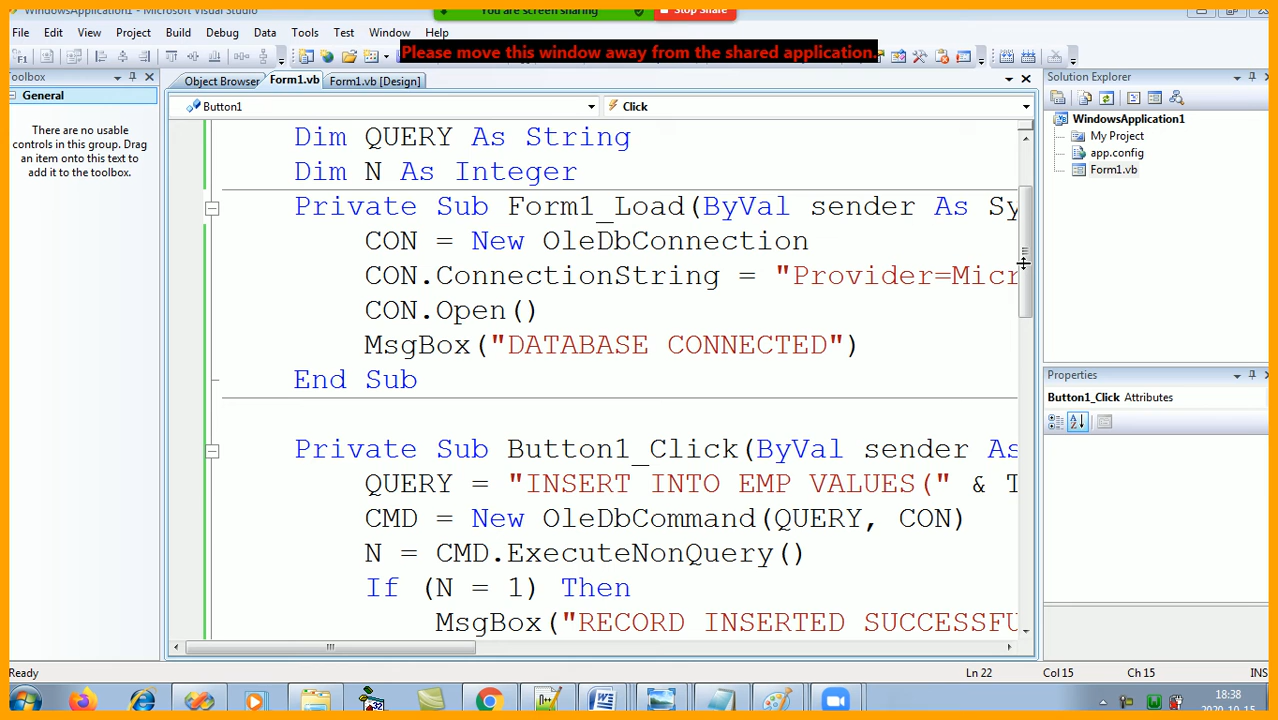 WindowsApplication1 - Microsoft Visual Studio
You are screen sharing
Stop Share
File Edit View Project Build Debug Data Tools Test Window Help
Please move this window away from the shared application.
Toolbox
General
There are no usable
controls in this group. Drag
an item onto this text to
add it to the toolbox.
Object Browser Form1.vb Form1.vb [Design]
Button1
Click
Dim QUERY As String
Dim N As Integer
Private Sub Form1_Load(ByVal sender As Sy
CON = New OleDbConnection
CON.ConnectionString = "Provider=Micr
CON.Open()
MsgBox("DATABASE CONNECTED")
End Sub
Private Sub Button1_Click(ByVal sender As
QUERY = "INSERT INTO EMP VALUES(" & T
CMD = New OleDbCommand(QUERY, CON)
N = CMD.ExecuteNonQuery()
If (N = 1) Then
MsgBox("RECORD INSERTED SUCCESSFU
Solution Explorer
WindowsApplication1
My Project
app.config
Form1.vb
Properties
Button1_Click Attributes
Ready
Ln 22
Col 15
Ch 15
INS
18:38
2020-10-15